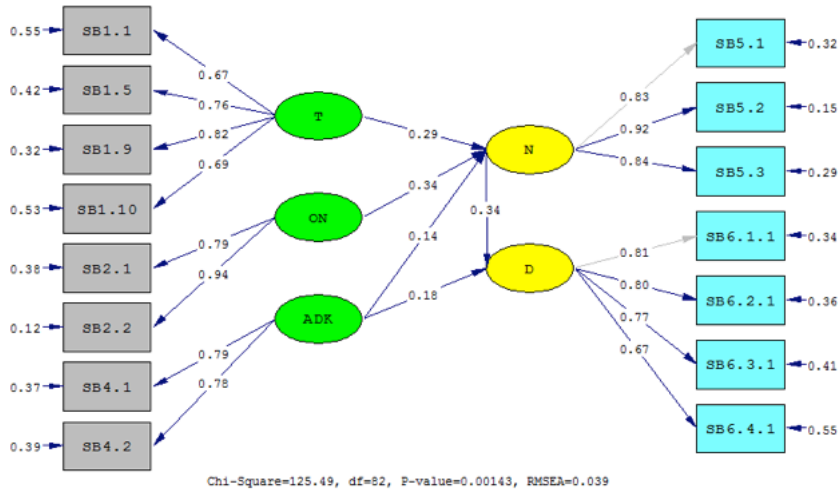 0.55 SB1.1
0.42 SB1.5
0.32 SB1.9
0.53 SB1.10
0.38 SB2.1
0.12 SB2.2
0.37 SB4.1
0.39 SB4.2
0.67
0.76
0.82
0.69
0.79
0.94
0.79
0.78
T
ON
ADK
0.29
0.34
0.14
0.18
N
0.34
D
0.83
0.92
0.84
0.81
0.80
0.77
0.67
SB5.1 0.32
SB5.2 0.15
SB5.3 0.29
SB6.1.1 0.34
SB6.2.1 0.36
SB6.3.1 0.41
SB6.4.1 0.55
Chi-Square=125.49, df=82, P-value=0.00143, RMSEA=0.039